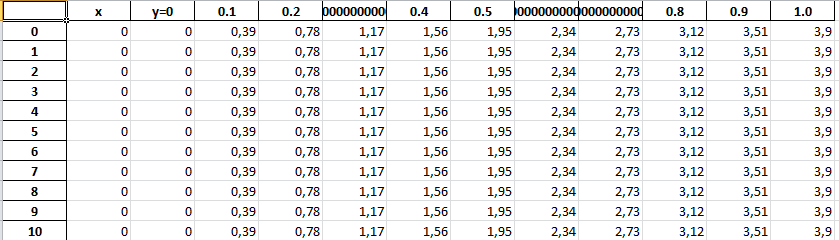 x y=0 0.1 0.2 0.4 0.5 0.8 0.9 1.0
0 0 0 0,39 0,78 1,17 1,56 1,95 2,34 2,73 3,12 3,51 3,9
1 0 0 0,39 0,78 1,17 1,56 1,95 2,34 2,73 3,12 3,51 3,9
2 0 0 0,39 0,78 1,17 1,56 1,95 2,34 2,73 3,12 3,51 3,9
3 0 0 0,39 0,78 1,17 1,56 1,95 2,34 2,73 3,12 3,51 3,9
4 0 0 0,39 0,78 1,17 1,56 1,95 2,34 2,73 3,12 3,51 3,9
5 0 0 0,39 0,78 1,17 1,56 1,95 2,34 2,73 3,12 3,51 3,9
6 0 0 0,39 0,78 1,17 1,56 1,95 2,34 2,73 3,12 3,51 3,9
7 0 0 0,39 0,78 1,17 1,56 1,95 2,34 2,73 3,12 3,51 3,9
8 0 0 0,39 0,78 1,17 1,56 1,95 2,34 2,73 3,12 3,51 3,9
9 0 0 0,39 0,78 1,17 1,56 1,95 2,34 2,73 3,12 3,51 3,9
10 0 0 0,39 0,78 1,17 1,56 1,95 2,34 2,73 3,12 3,51 3,9